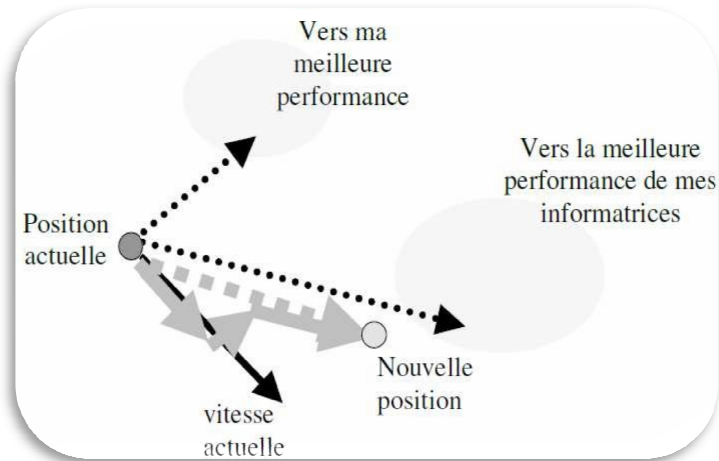 Vers ma
meilleure
performance
Vers la meilleure
performance de mes
informatrices
Position
actuelle
Nouvelle
position
vitesse
actuelle